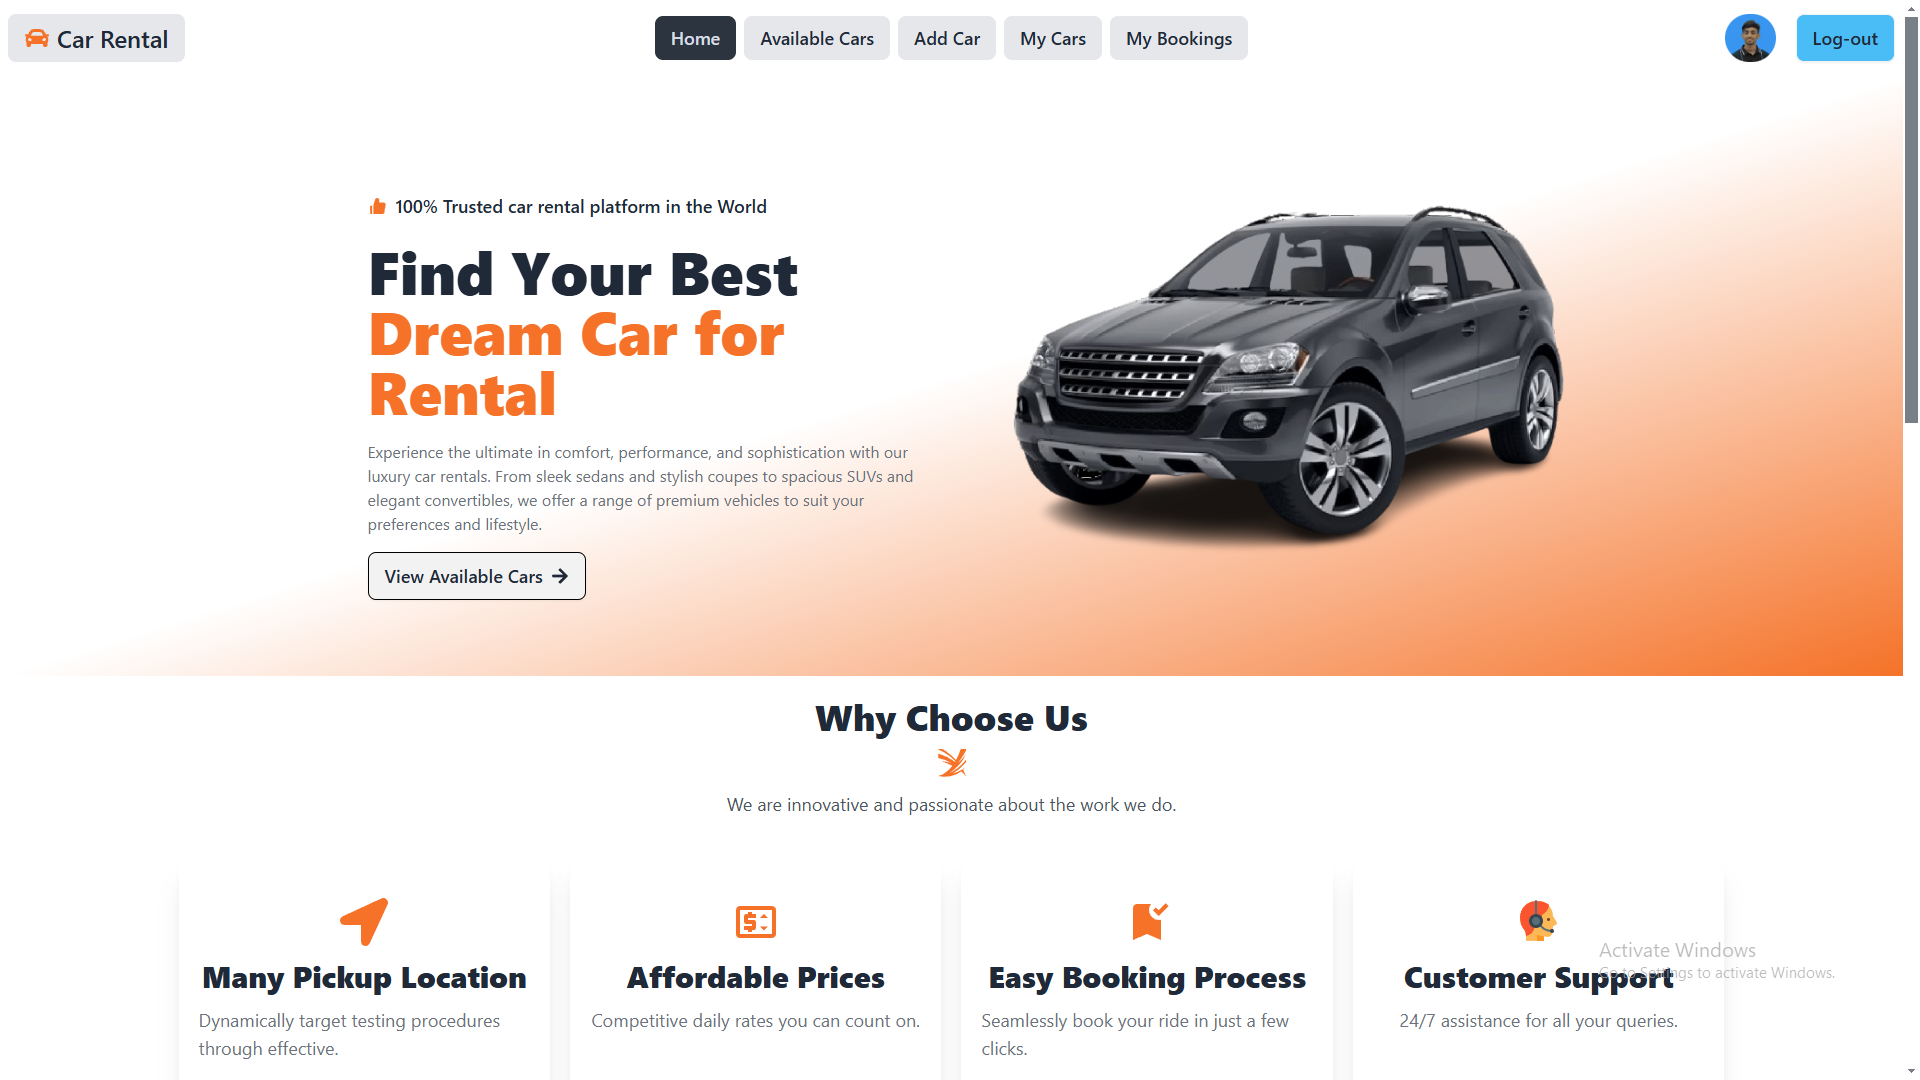 Car Rental
Home
Available Cars
Add Car
My Cars
My Bookings
Log-out
100% Trusted car rental platform in the World
Find Your Best
Dream Car for
Rental
Experience the ultimate in comfort, performance, and sophistication with our
luxury car rentals. From sleek sedans and stylish coupes to spacious SUVs and
elegant convertibles, we offer a range of premium vehicles to suit your
preferences and lifestyle.
View Available Cars
Why Choose Us
We are innovative and passionate about the work we do.
Many Pickup Location
Dynamically target testing procedures
through effective.
Affordable Prices
Competitive daily rates you can count on.
Easy Booking Process
Seamlessly book your ride in just a few
clicks.
Customer Support
24/7 assistance for all your queries.
Activate Windows
Go to Settings to activate Windows.